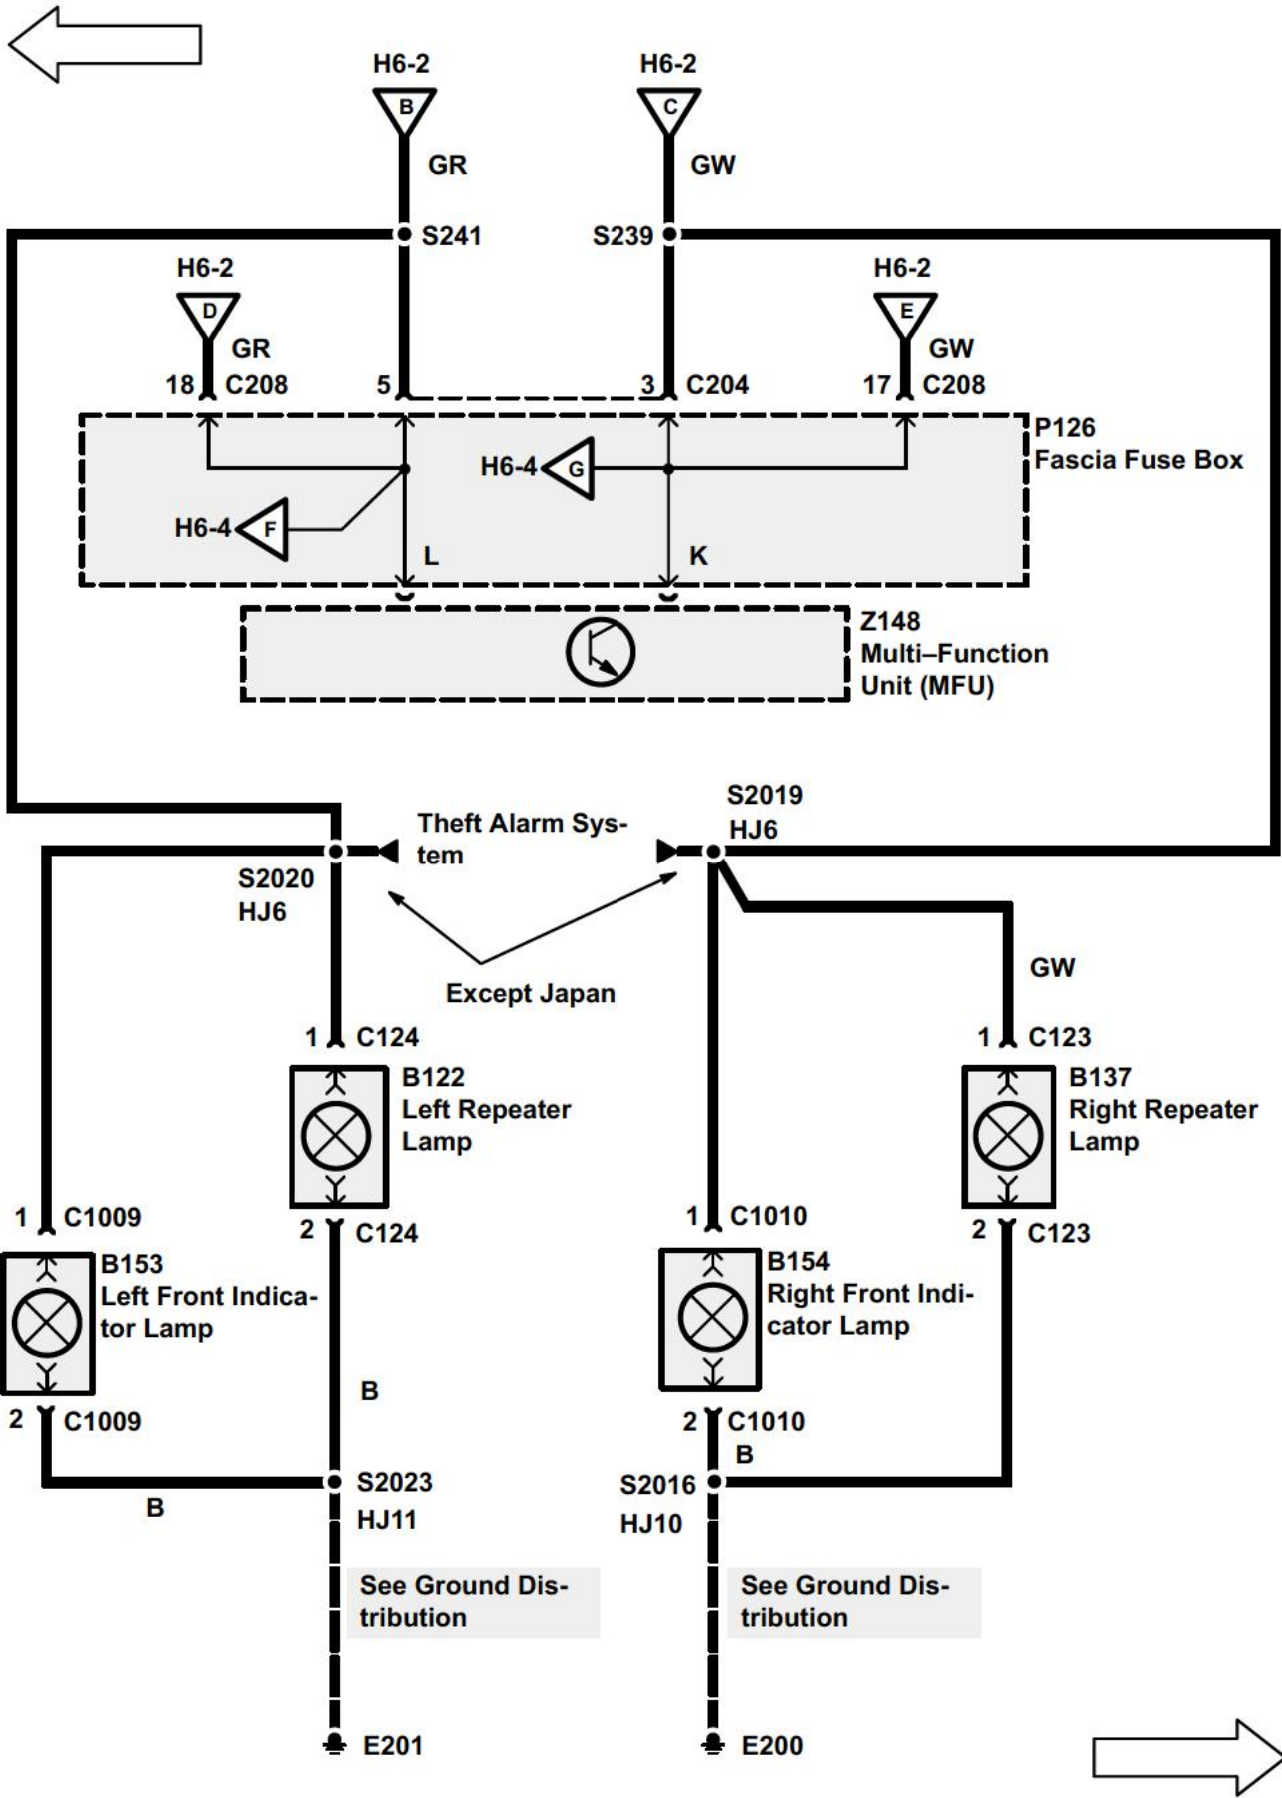 H6-2
H6-2
B
C
GR
GW
S241
S239
H6-2
H6-2
D
E
GR
GW
18 C208
5
3 C204
17 C208
P126
Fascia Fuse Box
H6-4 G
H6-4 F
L
K
Z148
Multi–Function
Unit (MFU)
S2019
HJ6
Theft Alarm Sys-
tem
S2020
HJ6
Except Japan
GW
1 C124
1 C123
B122
Left Repeater
Lamp
B137
Right Repeater
Lamp
1 C1009
2 C124
1 C1010
2 C123
B153
Left Front Indica-
tor Lamp
B154
Right Front Indi-
cator Lamp
B
2 C1009
2 C1010
B
B
S2023
HJ11
S2016
HJ10
See Ground Dis-
tribution
See Ground Dis-
tribution
E201
E200